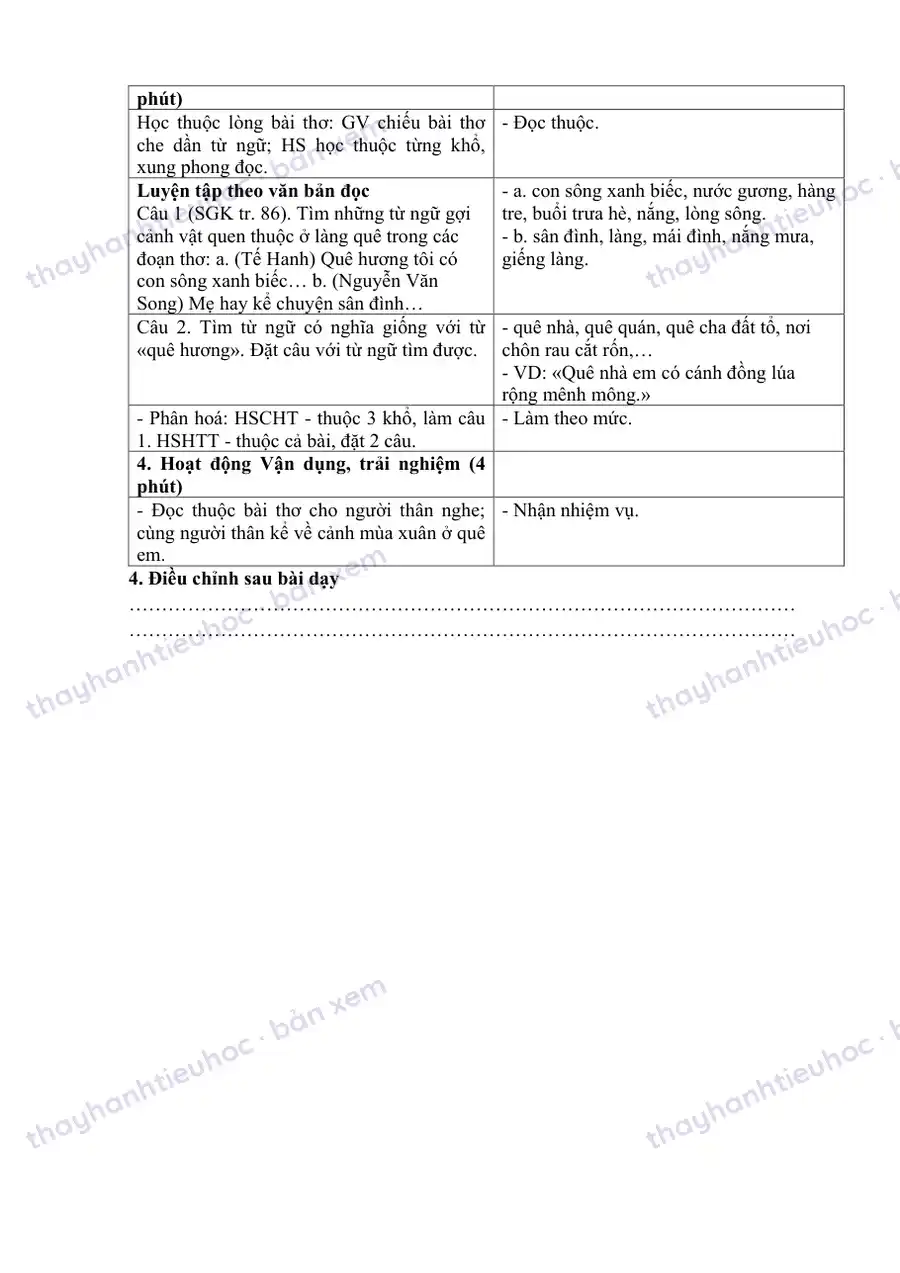 phút)
Học thuộc lòng bài thơ: GV chiếu bài thơ
che dần từ ngữ; HS học thuộc từng khổ,
xung phong đọc.
- Đọc thuộc.
Luyện tập theo văn bản đọc
Câu 1 (SGK tr. 86). Tìm những từ ngữ gợi
cảnh vật quen thuộc ở làng quê trong các
đoạn thơ: a. (Tế Hanh) Quê hương tôi có
con sông xanh biếc… b. (Nguyễn Văn
Song) Mẹ hay kể chuyện sân đình…
- a. con sông xanh biếc, nước gương, hàng
tre, buổi trưa hè, nắng, lòng sông.
- b. sân đình, làng, mái đình, nắng mưa,
giếng làng.
Câu 2. Tìm từ ngữ có nghĩa giống với từ
«quê hương». Đặt câu với từ ngữ tìm được.
- quê nhà, quê quán, quê cha đất tổ, nơi
chôn rau cắt rốn,…
- VD: «Quê nhà em có cánh đồng lúa
rộng mênh mông.»
- Phân hoá: HSCHT - thuộc 3 khổ, làm câu
1. HSHTT - thuộc cả bài, đặt 2 câu.
- Làm theo mức.
4. Hoạt động Vận dụng, trải nghiệm (4
phút)
- Đọc thuộc bài thơ cho người thân nghe;
cùng người thân kể về cảnh mùa xuân ở quê
em.
- Nhận nhiệm vụ.
4. Điều chỉnh sau bài dạy
…………………………………………………………………………………………
…………………………………………………………………………………………
thayhanhtieuhoc · bản xem
thayhanhtieuhoc · b
thayhanhtieuhoc · bản xem
thayhanhtieuhoc · b
thayhanhtieuhoc · bản xem
thayhanhtieuhoc · b